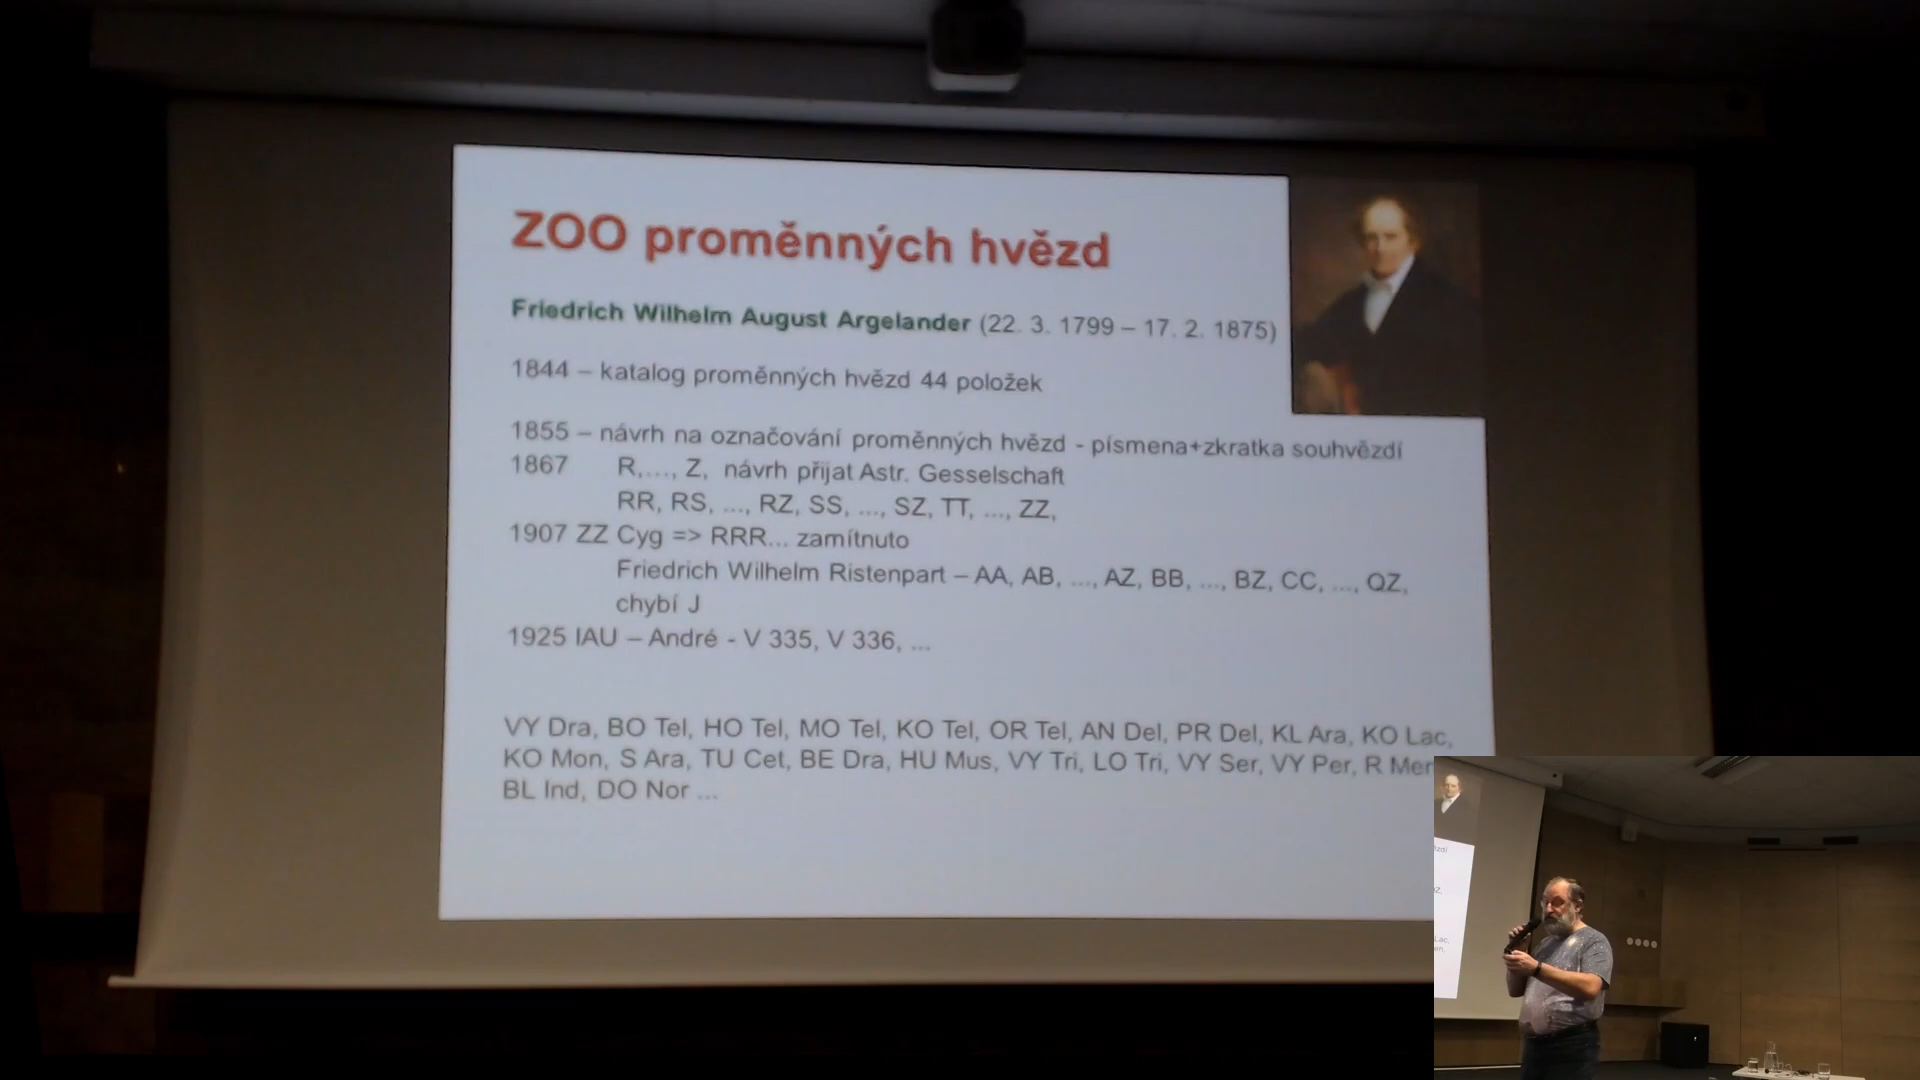 ZOO proměnných hvězd
Friedrich Wilhelm August Argelander (22. 3. 1799 – 17. 2. 1875)
1844 – katalog proměnných hvězd 44 položek
1855 – návrh na označování proměnných hvězd - písmena+zkratka souhvězdí
1867 R,..., Z, návrh přijat Astr. Gesselschaft
RR, RS, ..., RZ, SS, ..., SZ, TT, ..., ZZ,
1907 ZZ Cyg => RRR... zamítnuto
Friedrich Wilhelm Ristenpart – AA, AB, ..., AZ, BB, ..., BZ, CC, ..., QZ,
chybí J
1925 IAU – André - V 335, V 336, ...
VY Dra, BO Tel, HO Tel, MO Tel, KO Tel, OR Tel, AN Del, PR Del, KL Ara, KO Lac,
KO Mon, S Ara, TU Cet, BE Dra, HU Mus, VY Tri, LO Tri, VY Ser, VY Per, R Men
BL Ind, DO Nor ...